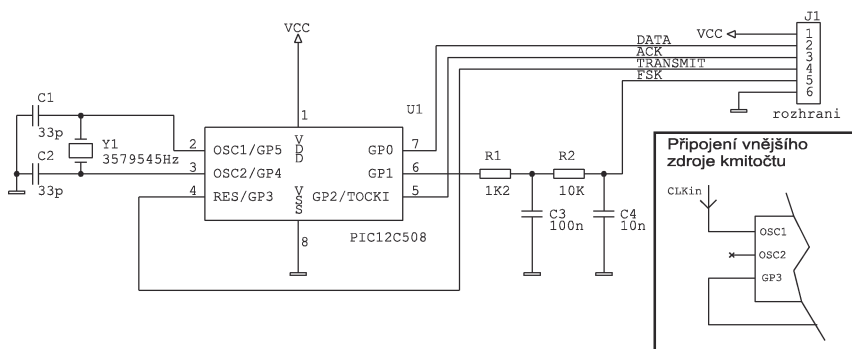 J1
VCC
1
DATA
2
ACK
3
TRANSMIT
4
FSK
5
6
rozhrani
VCC
1
U1
C1
33p
Y1
3579545Hz
C2
33p
2
OSC1/GP5
VDD
GP0
7
3
OSC2/GP4
GP1
6
4
RES/GP3
VSS
GP2/TOCKI
5
8
PIC12C508
R1
1K2
R2
10K
C3
100n
C4
10n
Připojení vnějšího
zdroje kmitočtu
CLKin
OSC1
OSC2
GP3